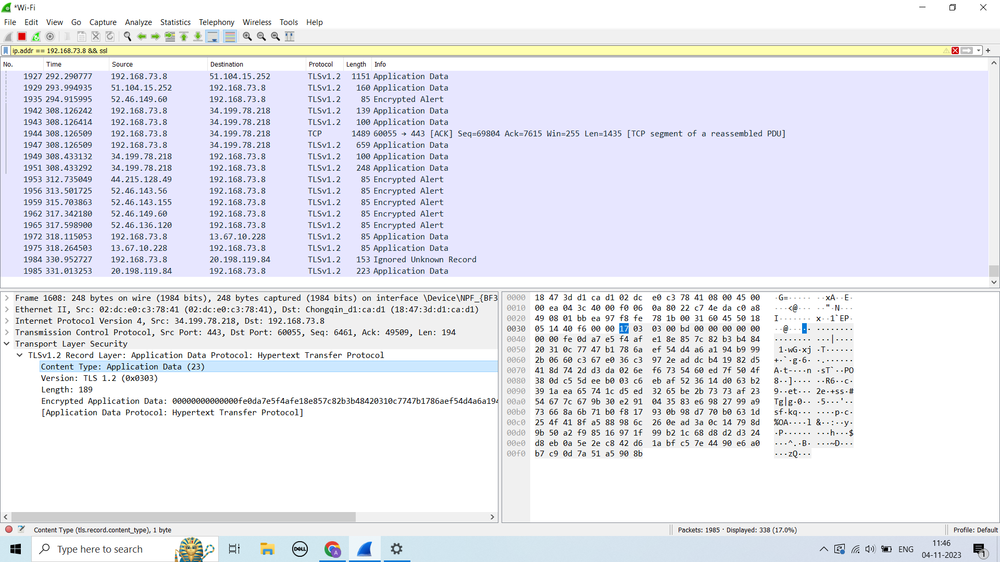 *Wi-Fi
File Edit View Go Capture Analyze Statistics Telephony Wireless Tools Help
ip.addr == 192.168.73.8 && ssl
No. Time Source Destination Protocol Length Info
1927 292.290777 192.168.73.8 51.104.15.252 TLSv1.2 1151 Application Data
1929 293.994935 51.104.15.252 192.168.73.8 TLSv1.2 160 Application Data
1935 294.915995 52.46.149.60 192.168.73.8 TLSv1.2 85 Encrypted Alert
1942 308.126242 192.168.73.8 34.199.78.218 TLSv1.2 139 Application Data
1943 308.126414 192.168.73.8 34.199.78.218 TLSv1.2 100 Application Data
1944 308.126509 192.168.73.8 34.199.78.218 TCP 1489 60055 → 443 [ACK] Seq=69804 Ack=7615 Win=255 Len=1435 [TCP segment of a reassembled PDU]
1947 308.126509 192.168.73.8 34.199.78.218 TLSv1.2 659 Application Data
1949 308.433132 34.199.78.218 192.168.73.8 TLSv1.2 100 Application Data
1951 308.433292 34.199.78.218 192.168.73.8 TLSv1.2 248 Application Data
1953 312.735049 44.215.128.49 192.168.73.8 TLSv1.2 85 Encrypted Alert
1956 313.501725 52.46.143.56 192.168.73.8 TLSv1.2 85 Encrypted Alert
1959 315.703863 52.46.143.155 192.168.73.8 TLSv1.2 85 Encrypted Alert
1962 317.342180 52.46.149.60 192.168.73.8 TLSv1.2 85 Encrypted Alert
1965 317.598900 52.46.136.120 192.168.73.8 TLSv1.2 85 Encrypted Alert
1972 318.115053 192.168.73.8 13.67.10.228 TLSv1.2 85 Application Data
1975 318.264503 13.67.10.228 192.168.73.8 TLSv1.2 85 Application Data
1984 330.952727 192.168.73.8 20.198.119.84 TLSv1.2 153 Ignored Unknown Record
1985 331.013253 20.198.119.84 192.168.73.8 TLSv1.2 223 Application Data
Frame 1608: 248 bytes on wire (1984 bits), 248 bytes captured (1984 bits) on interface \Device\NPF_{BF3
Ethernet II, Src: 02:dc:e0:c3:78:41 (02:dc:e0:c3:78:41), Dst: Chongqin_d1:ca:d1 (18:47:3d:d1:ca:d1)
Internet Protocol Version 4, Src: 34.199.78.218, Dst: 192.168.73.8
Transmission Control Protocol, Src Port: 443, Dst Port: 60055, Seq: 6461, Ack: 49509, Len: 194
Transport Layer Security
TLSv1.2 Record Layer: Application Data Protocol: Hypertext Transfer Protocol
Content Type: Application Data (23)
Version: TLS 1.2 (0x0303)
Length: 189
Encrypted Application Data: 00000000000000fe0da7e5f4afe18e857c82b3b48420310c7747b1786aef54d4a6a194
[Application Data Protocol: Hypertext Transfer Protocol]
0000 18 47 3d d1 ca d1 02 dc e0 c3 78 41 08 00 45 00 ·G=····· ··xA··E·
0010 00 ea 04 3c 40 00 f0 06 0a 80 22 c7 4e da c0 a8 ···<@··· ··"·N···
0020 49 08 01 bb ea 97 f8 fe 78 1b 00 31 60 45 50 18 I······· x··1`EP·
0030 05 14 40 f6 00 00 17 03 03 00 bd 00 00 00 00 00 ··@····· ········
0040 00 00 fe 0d a7 e5 f4 af e1 8e 85 7c 82 b3 b4 84 ········ ···|····
0050 20 31 0c 77 47 b1 78 6a ef 54 d4 a6 a1 94 b9 99 1·wG·xj ·T······
0060 2b 06 60 c3 67 e0 36 c3 97 2e ad dc b4 19 82 d5 +·`·g·6· ·.······
0070 41 8d 74 2d d3 da 02 6e f6 73 54 60 ed 7f 50 4f A·t-···n ·sT`··PO
0080 38 0d c5 5d ee b0 03 c6 eb af 52 36 14 d0 63 b2 8··]···· ··R6··c·
0090 39 1a ea 65 74 1c d5 ed 32 65 be 2b 73 73 af 23 9··et··· 2e·+ss·#
00a0 54 67 7c 67 9b 30 e2 91 04 35 83 e6 98 27 99 a9 Tg|g·0·· ·5···'··
00b0 73 66 8a 6b 71 b0 f8 17 93 0b 98 d7 70 b0 63 1d sf·kq··· ····p·c·
00c0 25 4f 41 8f a5 88 98 6c 26 0e ad 3a 0c 14 79 8d %OA····l &··:··y·
00d0 9b 50 a2 f9 85 16 97 1f 99 b2 1c 68 d8 d2 d3 24 ·P······ ···h···$
00e0 d8 eb 0a 5e 2e c8 42 d6 1a bf c5 7e 44 90 e6 a0 ···^.·B· ···~D···
00f0 b7 c9 0d 7a 51 a5 90 8b ···zQ···
Content Type (tls.record.content_type), 1 byte
Packets: 1985 · Displayed: 338 (17.0%)
Profile: Default
Type here to search
DELL
A
ENG
11:46
04-11-2023
1